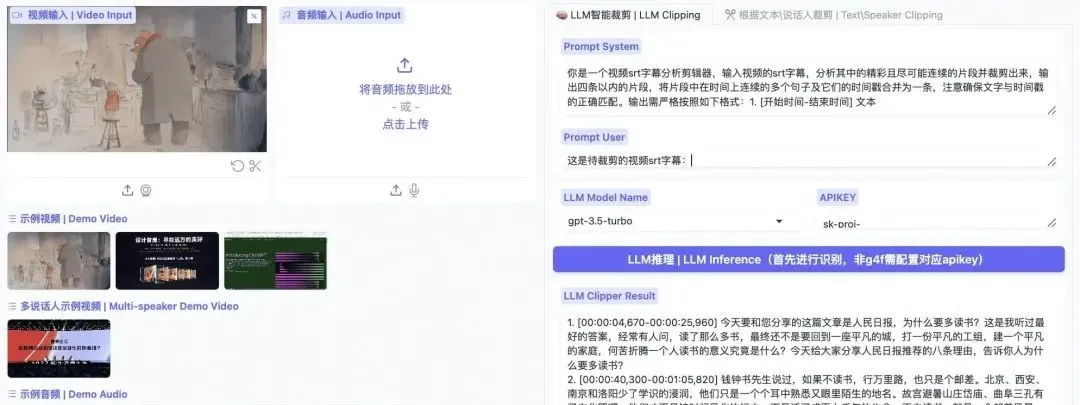 视频输入 | Video Input
音频输入 | Audio Input
将音频拖放到此处
- 或 -
点击上传
示例视频 | Demo Video
设计首册：寻找远方的美好
Introducing ChatGPT
多说话人示例视频 | Multi-speaker Demo Video
示例音频 | Demo Audio
LLM智能裁剪 | LLM Clipping
根据文本\说话人裁剪 | Text\Speaker Clipping
Prompt System
你是一个视频srt字幕分析剪辑器，输入视频的srt字幕，分析其中的精彩且尽可能连续的片段并裁剪出来，输
出四条以内的片段，将片段中在时间上连续的多个句子及它们的时间戳合并为一条，注意确保文字与时间戳
的正确匹配。输出需严格按照如下格式：1. [开始时间-结束时间] 文本
Prompt User
这是待裁剪的视频srt字幕：
LLM Model Name
APIKEY
gpt-3.5-turbo
sk-proj-
LLM推理 | LLM Inference（首先进行识别，非g4f需配置对应apikey）
LLM Clipper Result
1. [00:00:04,670-00:00:25,960] 今天要和您分享的这篇文章是人民日报，为什么要多读书？这是我听过最
好的答案，经常有人问，读了那么多书，最终还不是要回到一座平凡的城，打一份平凡的工组，建一个平凡
的家庭，何苦折腾一个人读书的意义究竟是什么？今天给大家分享人民日报推荐的八条理由，告诉你人为什
么要多读书？
2. [00:00:40,300-00:01:05,820] 钱钟书先生说过，如果不读书，行万里路，也只是个邮差。北京、西安、
南京和洛阳少了学识的浸润，他们只是一个个耳中熟悉又眼里陌生的地名。故宫避暑山庄岱庙、曲阜三孔有